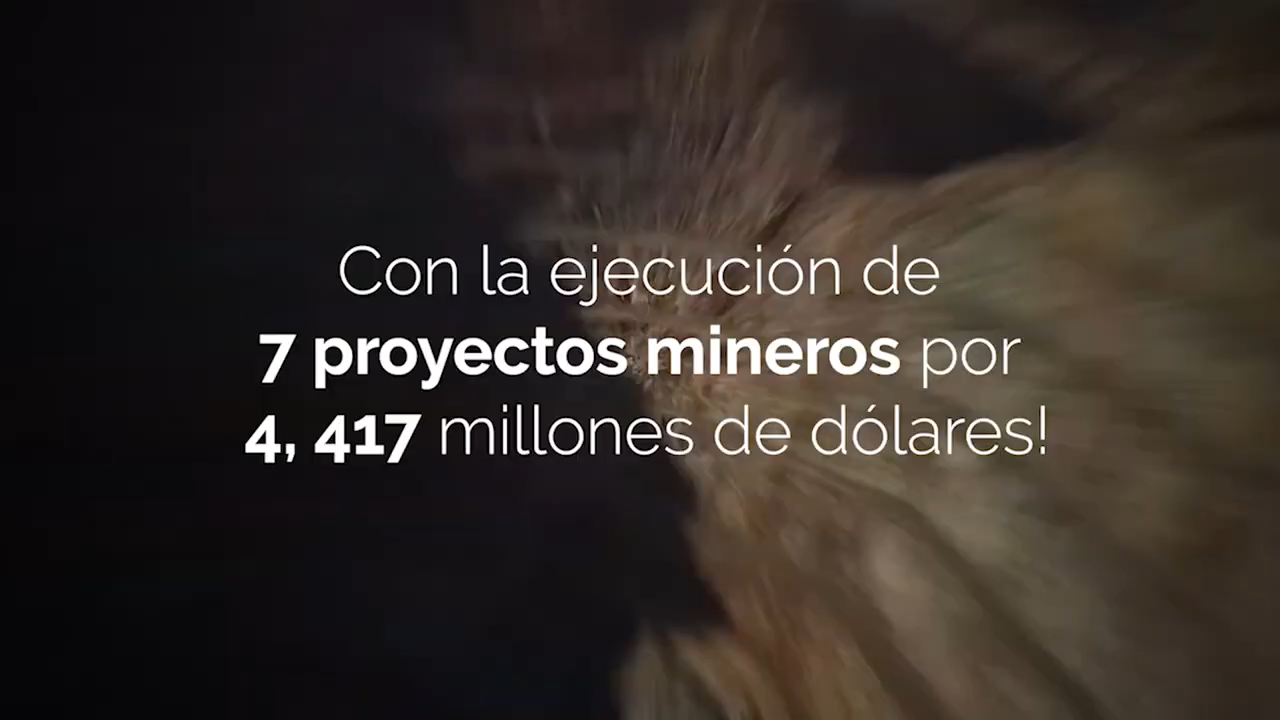 Con la ejecución de
7 proyectos mineros por
4, 417 millones de dólares!